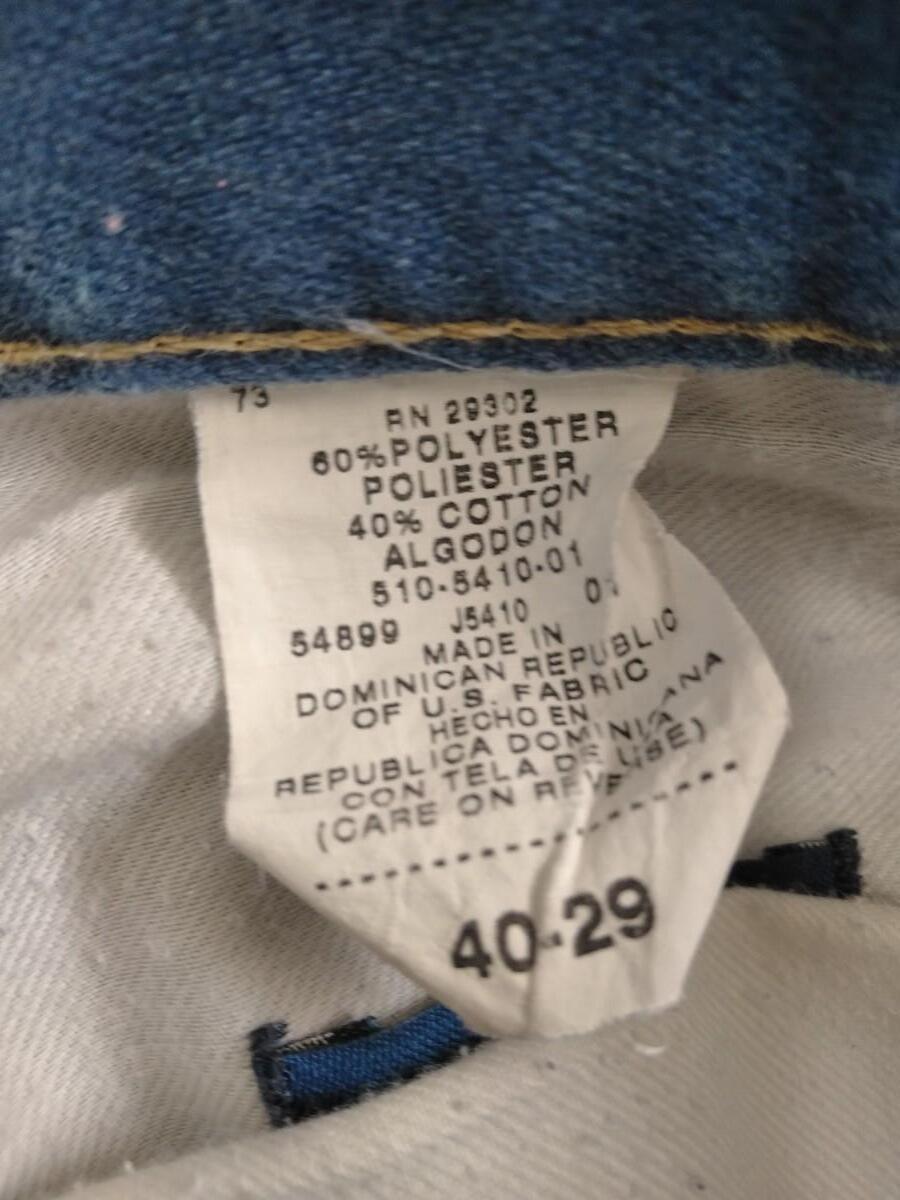 73
RN 29302
60%POLYESTER
POLIESTER
40% COTTON
ALGODON
510-5410-01
54899 J5410
MADE IN
DOMINICAN REPUBLIC
OF U.S. FABRIC
HECHO EN
REPUBLICA DOMINICANA
CON TELA DE
(CARE ON REVERSE)
40-29